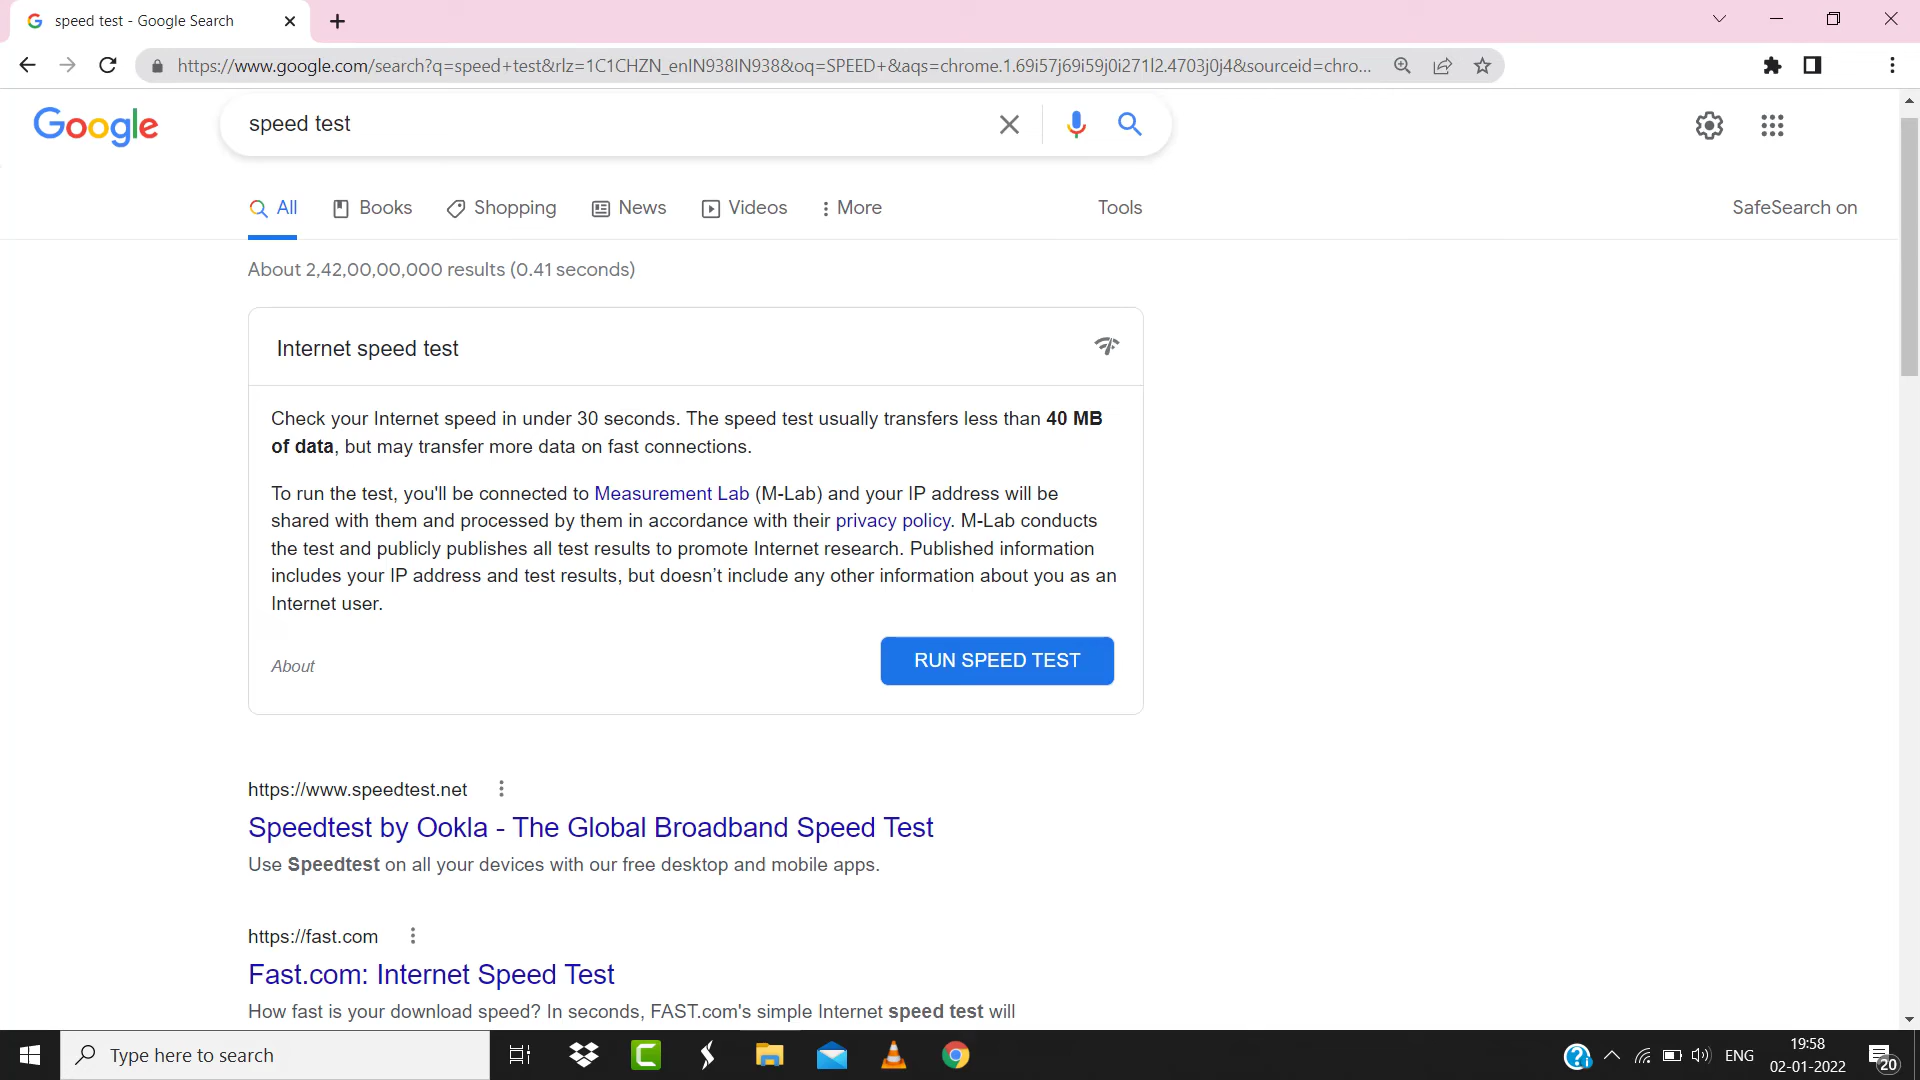 speed test - Google Search
https://www.google.com/search?q=speed+test&rlz=1C1CHZN_enIN938IN938&oq=SPEED+&aqs=chrome.1.69i57j69i59j0i271l2.4703j0j4&sourceid=chro...
Google
speed test
All Books Shopping News Videos More Tools SafeSearch on
About 2,42,00,00,000 results (0.41 seconds)
Internet speed test
Check your Internet speed in under 30 seconds. The speed test usually transfers less than 40 MB
of data, but may transfer more data on fast connections.
To run the test, you'll be connected to Measurement Lab (M-Lab) and your IP address will be
shared with them and processed by them in accordance with their privacy policy. M-Lab conducts
the test and publicly publishes all test results to promote Internet research. Published information
includes your IP address and test results, but doesn’t include any other information about you as an
Internet user.
About
RUN SPEED TEST
https://www.speedtest.net
Speedtest by Ookla - The Global Broadband Speed Test
Use Speedtest on all your devices with our free desktop and mobile apps.
https://fast.com
Fast.com: Internet Speed Test
How fast is your download speed? In seconds, FAST.com's simple Internet speed test will
Type here to search
ENG
19:58
02-01-2022
20